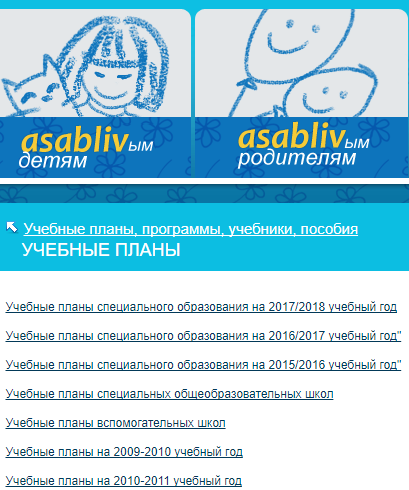 asablivым
детям
asablivым
родителям
Учебные планы, программы, учебники, пособия
УЧЕБНЫЕ ПЛАНЫ
Учебные планы специального образования на 2017/2018 учебный год
Учебные планы специального образования на 2016/2017 учебный год"
Учебные планы специального образования на 2015/2016 учебный год"
Учебные планы специальных общеобразовательных школ
Учебные планы вспомогательных школ
Учебные планы на 2009-2010 учебный год
Учебные планы на 2010-2011 учебный год